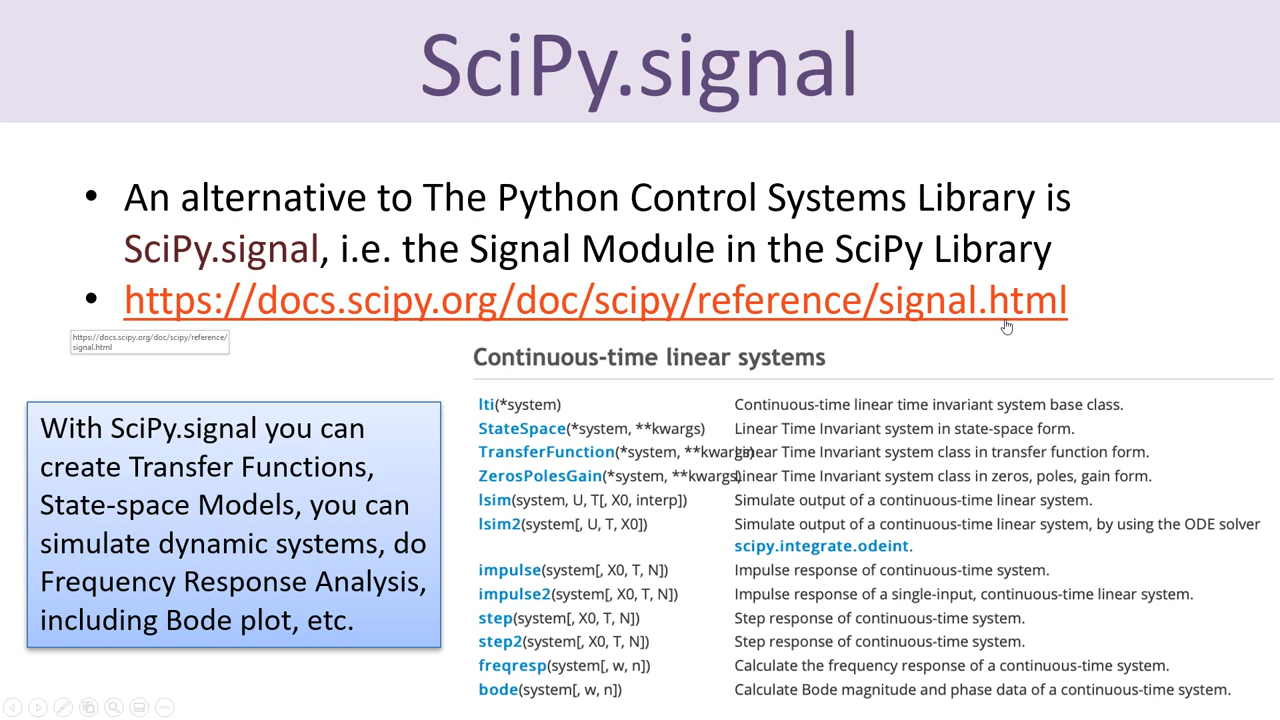 SciPy.signal
• An alternative to The Python Control Systems Library is
SciPy.signal, i.e. the Signal Module in the SciPy Library
• https://docs.scipy.org/doc/scipy/reference/signal.html
https://docs.scipy.org/doc/scipy/reference/
signal.html
With SciPy.signal you can
create Transfer Functions,
State-space Models, you can
simulate dynamic systems, do
Frequency Response Analysis,
including Bode plot, etc.
Continuous-time linear systems
lti(*system) Continuous-time linear time invariant system base class.
StateSpace(*system, **kwargs) Linear Time Invariant system in state-space form.
TransferFunction(*system, **kwargs) Linear Time Invariant system class in transfer function form.
ZerosPolesGain(*system, **kwargs) Linear Time Invariant system class in zeros, poles, gain form.
lsim(system, U, T[, X0, interp]) Simulate output of a continuous-time linear system.
lsim2(system[, U, T, X0]) Simulate output of a continuous-time linear system, by using the ODE solver
scipy.integrate.odeint.
impulse(system[, X0, T, N]) Impulse response of continuous-time system.
impulse2(system[, X0, T, N]) Impulse response of a single-input, continuous-time linear system.
step(system[, X0, T, N]) Step response of continuous-time system.
step2(system[, X0, T, N]) Step response of continuous-time system.
freqresp(system[, w, n]) Calculate the frequency response of a continuous-time system.
bode(system[, w, n]) Calculate Bode magnitude and phase data of a continuous-time system.